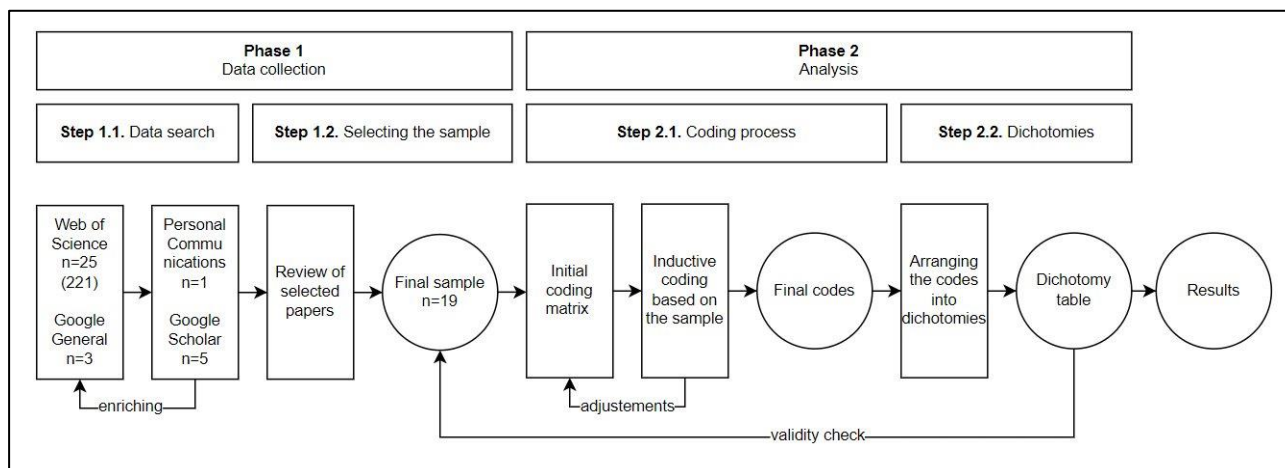 Phase 1
Data collection
Phase 2
Analysis
Step 1.1. Data search
Step 1.2. Selecting the sample
Step 2.1. Coding process
Step 2.2. Dichotomies
Web of
Science
n=25
(221)
Google
General
n=3
Personal
Commu
nications
n=1
Google
Scholar
n=5
Review of
selected
papers
Final sample
n=19
Initial
coding
matrix
Inductive
coding
based on
the sample
Final codes
Arranging
the codes
into
dichotomies
Dichotomy
table
Results
enriching
adjustements
validity check